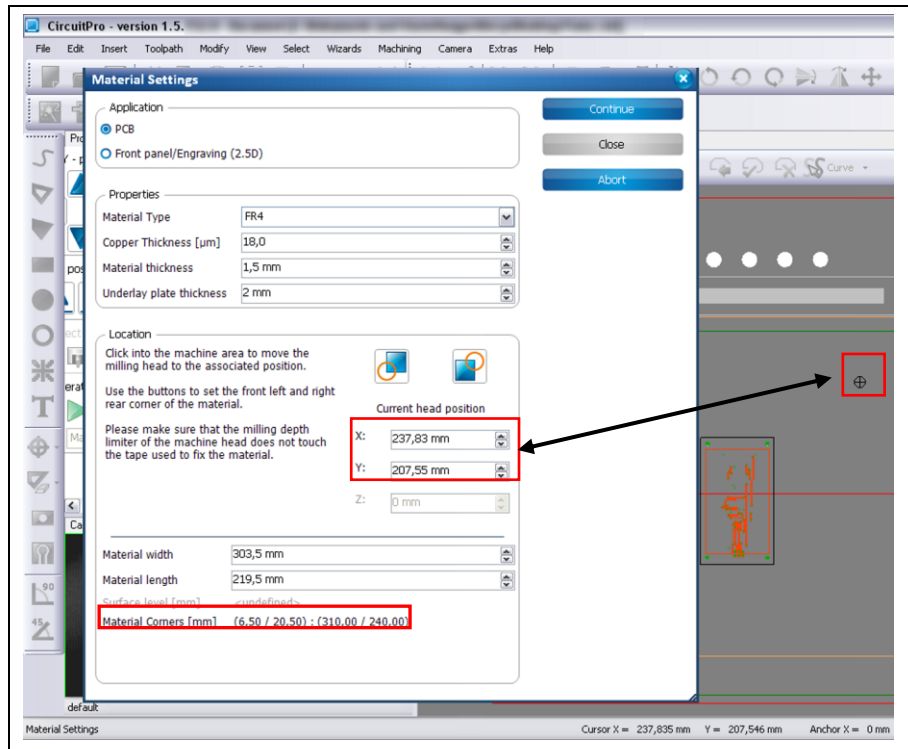 CircuitPro - version 1.5.
File Edit Insert Toolpath Modify View Select Wizards Machining Camera Extras Help
Material Settings
Application
PCB
Front panel/Engraving (2.5D)
Continue
Close
Abort
Curve
Properties
Material Type FR4
Copper Thickness [µm] 18,0
Material thickness 1,5 mm
Underlay plate thickness 2 mm
Location
Click into the machine area to move the
milling head to the associated position.
Use the buttons to set the front left and right
rear corner of the material.
Please make sure that the milling depth
limiter of the machine head does not touch
the tape used to fix the material.
Current head position
X: 237,83 mm
Y: 207,55 mm
Z: 0 mm
Material width 303,5 mm
Material length 219,5 mm
Surface level [mm] <undefined>
Material Corners [mm] (6,50 / 20,50) : (310,00 / 240,00)
T
90
45
default
Material Settings Cursor X = 237,835 mm Y = 207,546 mm Anchor X = 0 mm